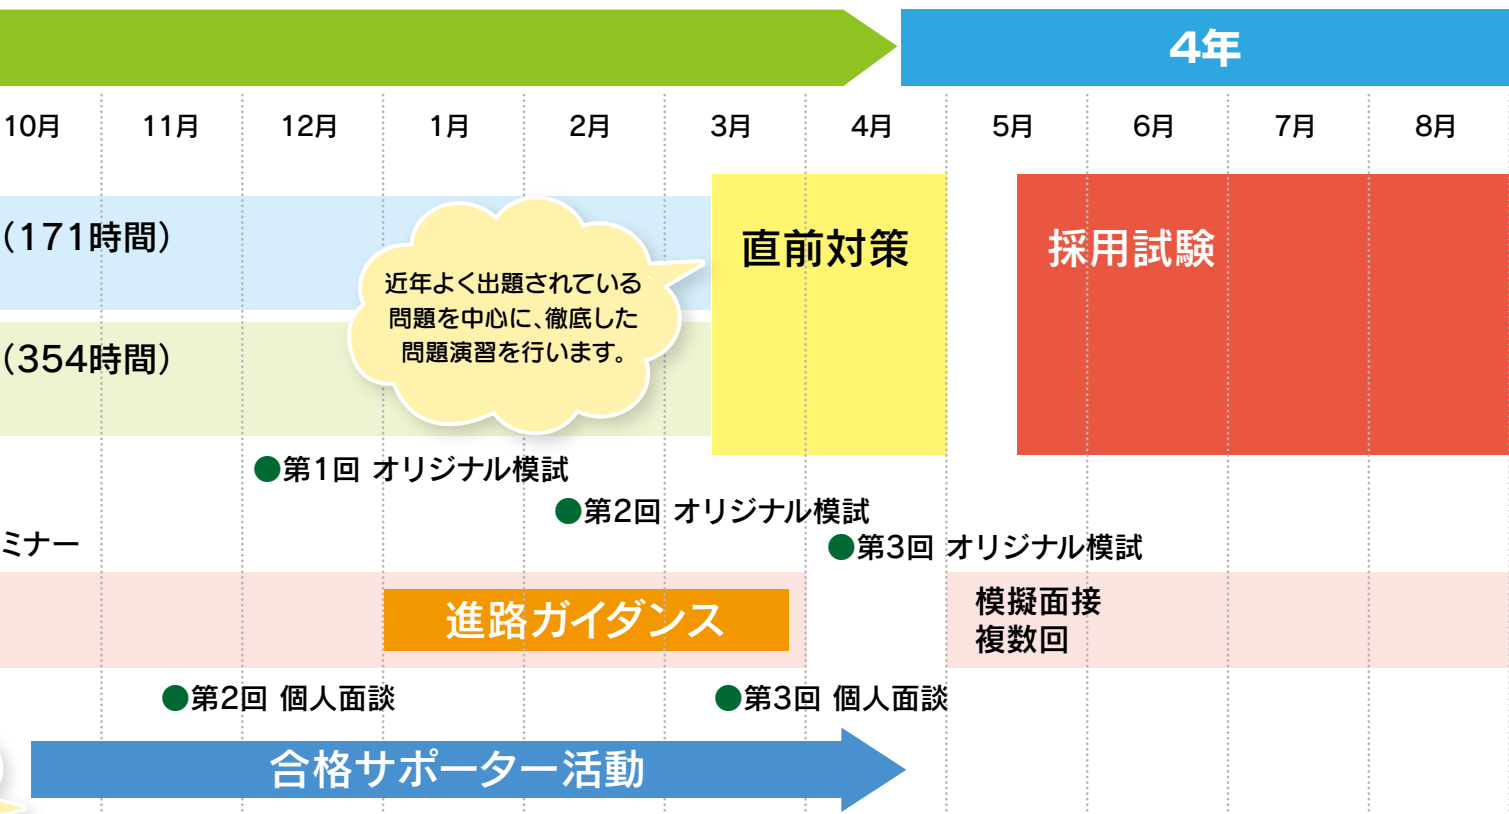 4年
10月 11月 12月 1月 2月 3月 4月 5月 6月 7月 8月
（171時間）
直前対策
採用試験
近年よく出題されている
問題を中心に、徹底した
問題演習を行います。
（354時間）
●第1回 オリジナル模試
●第2回 オリジナル模試
ミナー
●第3回 オリジナル模試
進路ガイダンス
模擬面接
複数回
●第2回 個人面談
●第3回 個人面談
合格サポーター活動